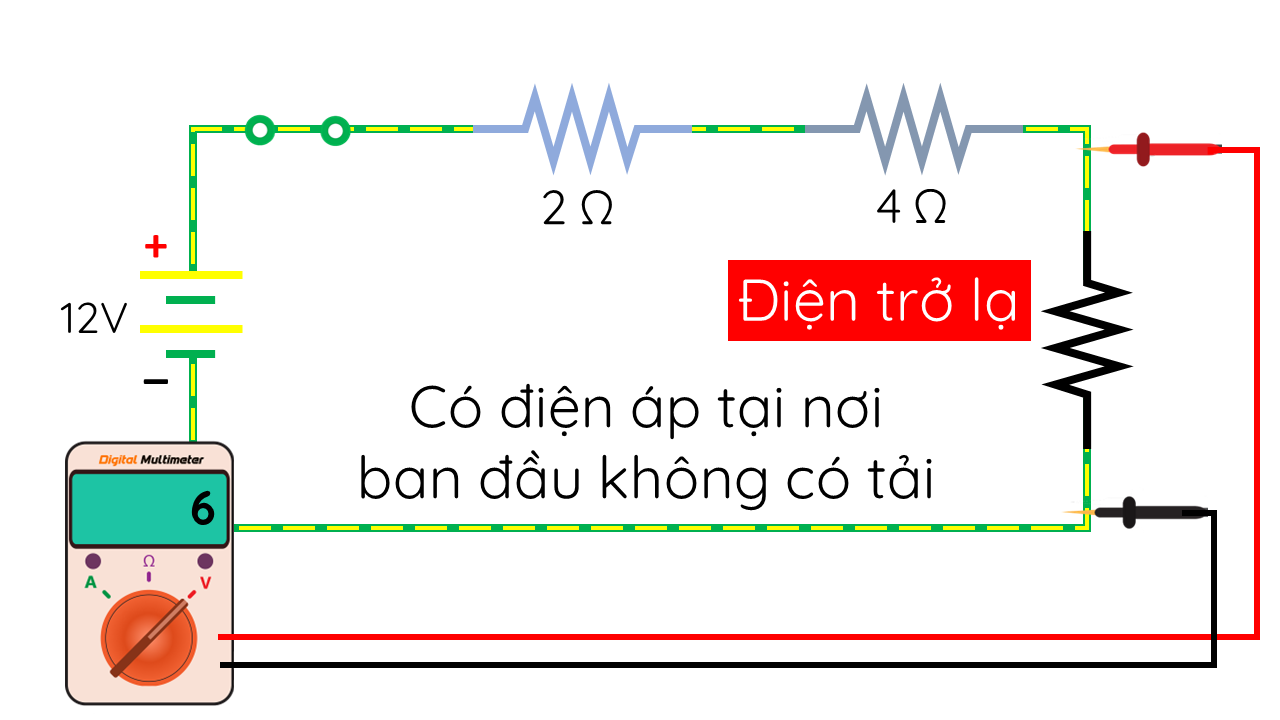 2 Ω
4 Ω
+
12V
−
Điện trở lạ
Có điện áp tại nơi
ban đầu không có tải
Digital Multimeter
6
Ω
A
V